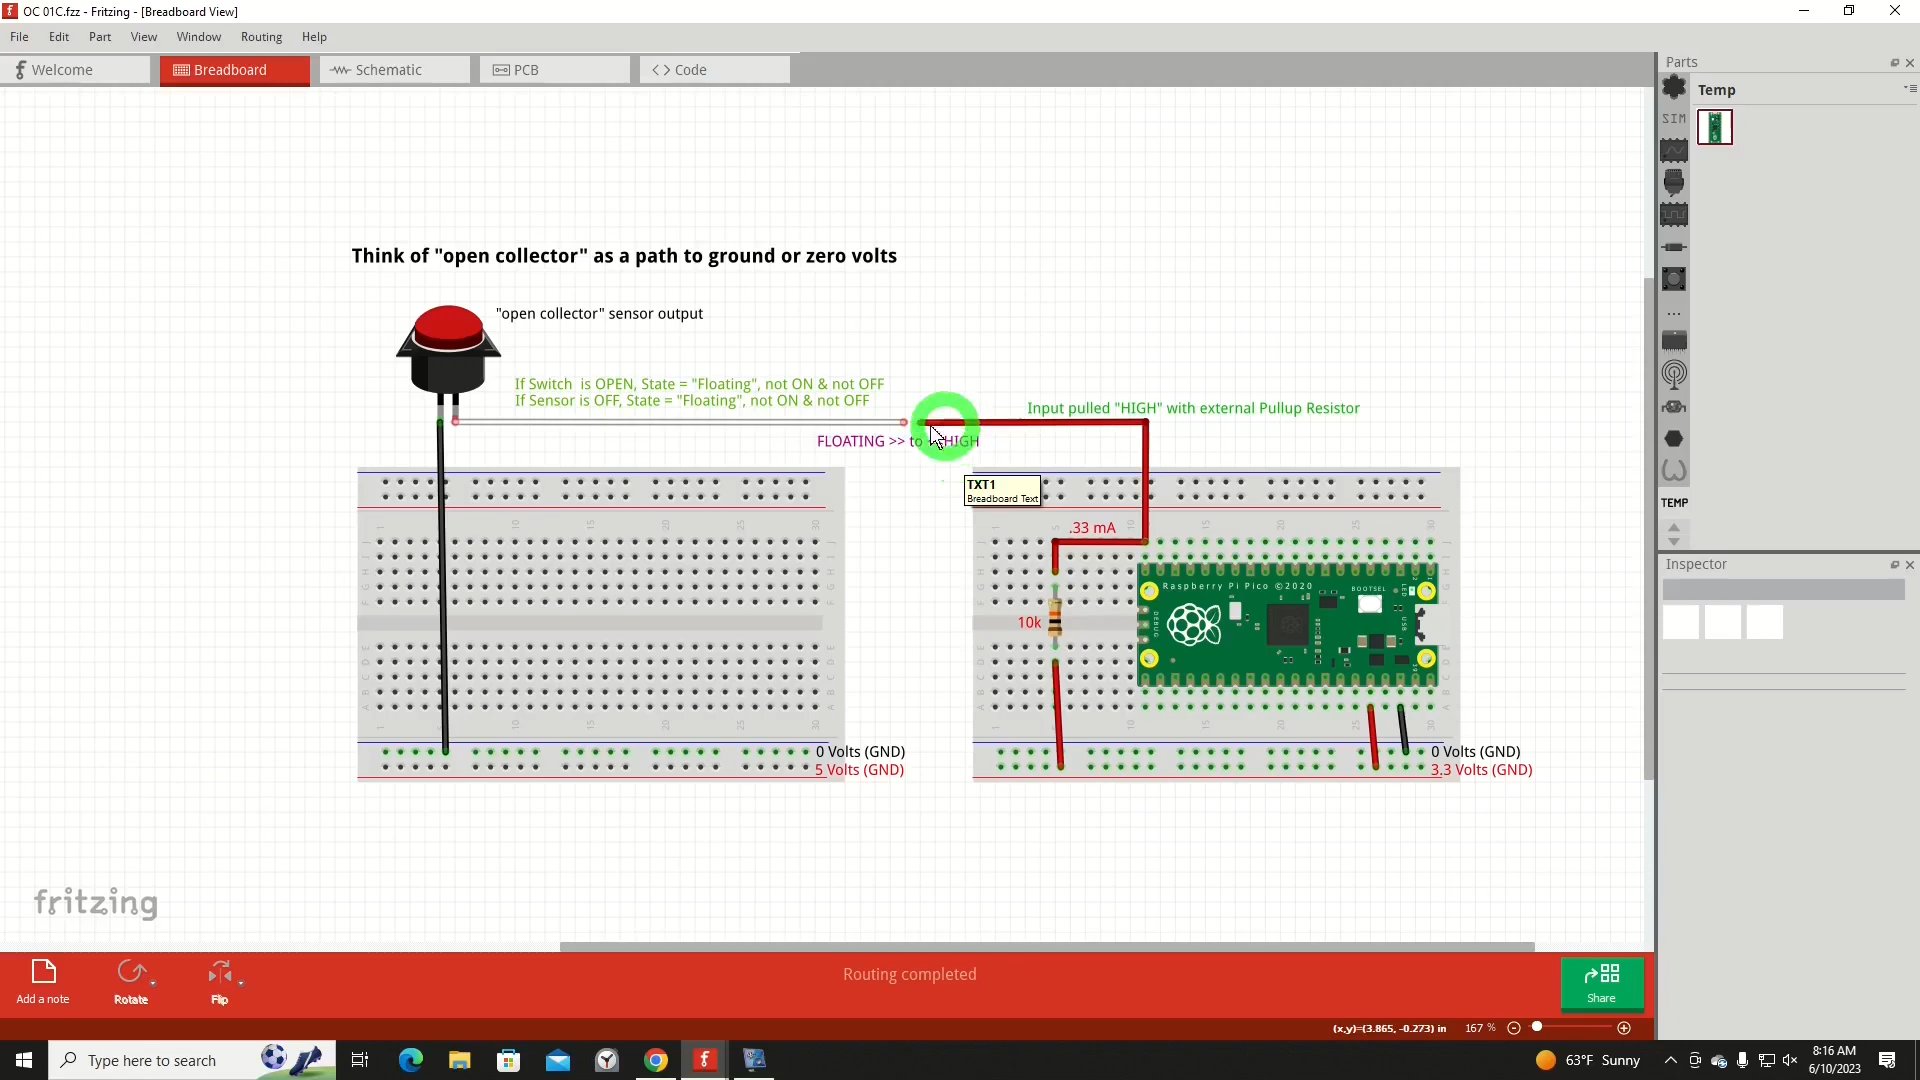 OC 01C.fzz - Fritzing - [Breadboard View]
File Edit Part View Window Routing Help
Welcome Breadboard Schematic PCB Code
Parts
Temp
SIM
TEMP
Inspector
Think of "open collector" as a path to ground or zero volts
"open collector" sensor output
If Switch  is OPEN, State = "Floating", not ON & not OFF
If Sensor is OFF, State = "Floating", not ON & not OFF
Input pulled "HIGH" with external Pullup Resistor
FLOATING >> to HIGH
TXT1
Breadboard Text
.33 mA
10k
Raspberry Pi Pico ©2020
BOOTSEL
LED
USB
DEBUG
0 Volts (GND)
5 Volts (GND)
0 Volts (GND)
3.3 Volts (GND)
fritzing
Add a note
Rotate
Flip
Routing completed
Share
(x,y)=(3.865, -0.273) in 167 %
Type here to search
63°F Sunny
8:16 AM
6/10/2023